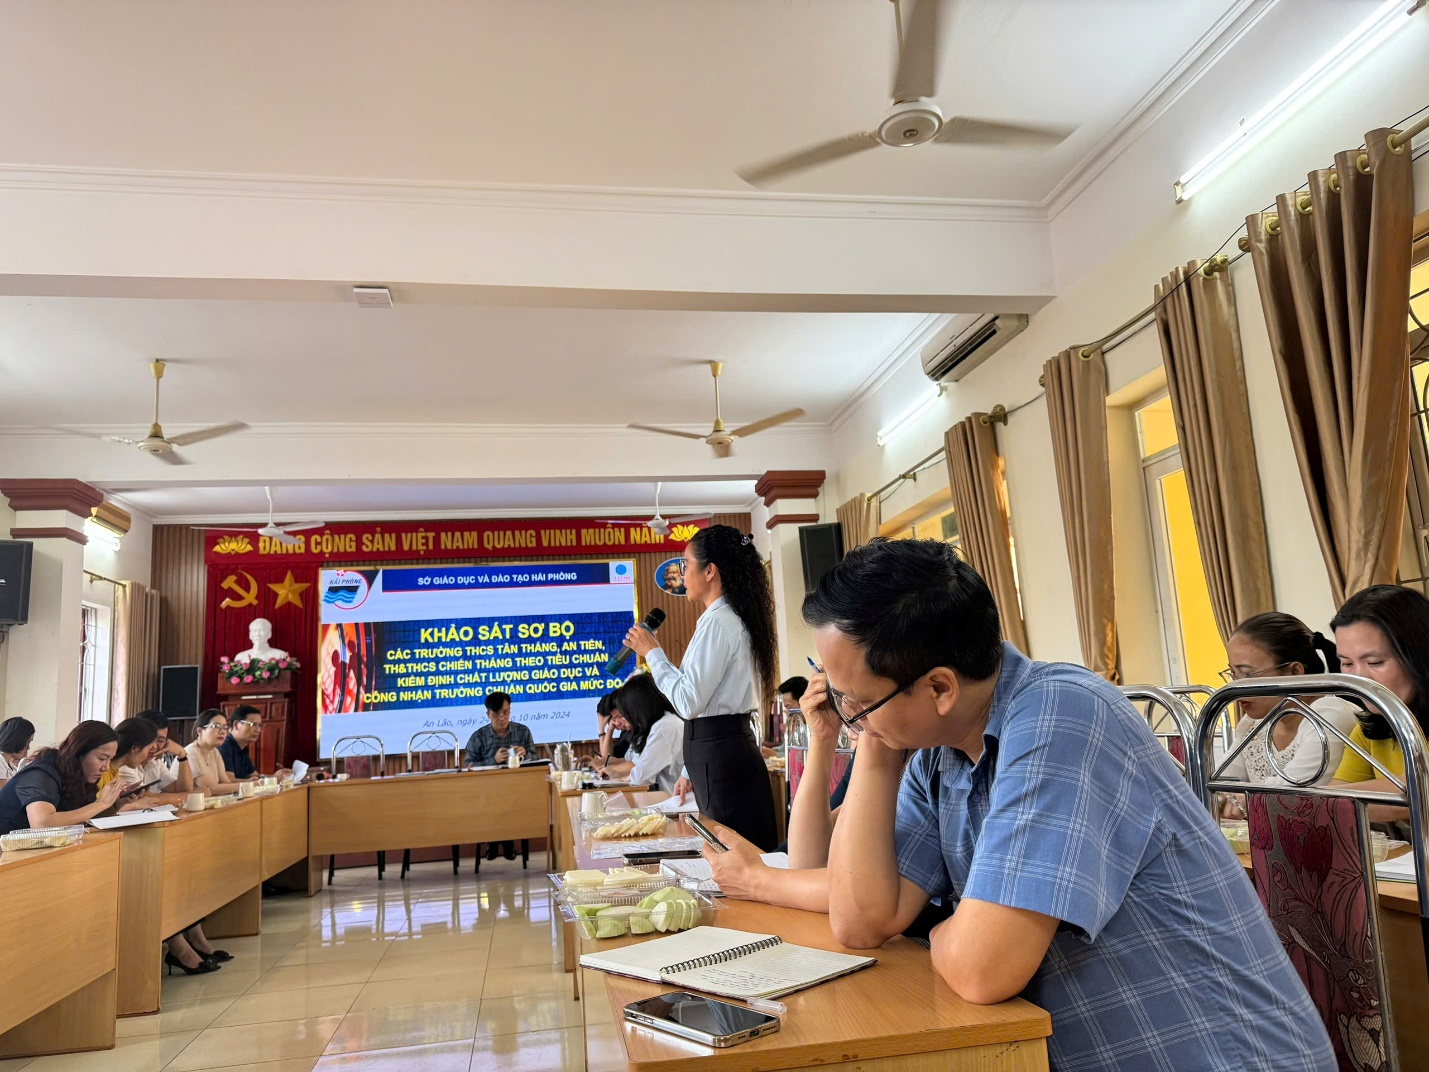 ĐẢNG CỘNG SẢN VIỆT NAM QUANG VINH MUÔN NĂM
HẢI PHÒNG
SỞ GIÁO DỤC VÀ ĐÀO TẠO HẢI PHÒNG
KHẢO SÁT SƠ BỘ
CÁC TRƯỜNG THCS TÂN THẮNG, AN TIẾN,
TH&THCS CHIẾN THẮNG THEO TIÊU CHUẨN
KIỂM ĐỊNH CHẤT LƯỢNG GIÁO DỤC VÀ
CÔNG NHẬN TRƯỜNG CHUẨN QUỐC GIA MỨC ĐỘ
An Lão, ngày 10 năm 2024